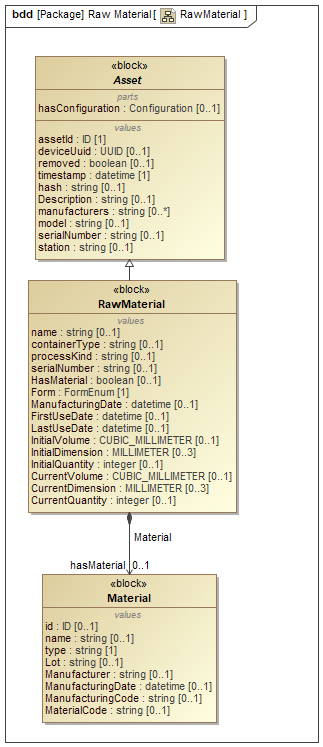 bdd [Package] Raw Material[ RawMaterial ]
«block»
Asset
parts
hasConfiguration : Configuration [0..1]
values
assetId : ID [1]
deviceUuid : UUID [0..1]
removed : boolean [0..1]
timestamp : datetime [1]
hash : string [0..1]
Description : string [0..1]
manufacturers : string [0..*]
model : string [0..1]
serialNumber : string [0..1]
station : string [0..1]
«block»
RawMaterial
values
name : string [0..1]
containerType : string [0..1]
processKind : string [0..1]
serialNumber : string [0..1]
HasMaterial : boolean [0..1]
Form : FormEnum [1]
ManufacturingDate : datetime [0..1]
FirstUseDate : datetime [0..1]
LastUseDate : datetime [0..1]
InitialVolume : CUBIC_MILLIMETER [0..1]
InitialDimension : MILLIMETER [0..3]
InitialQuantity : integer [0..1]
CurrentVolume : CUBIC_MILLIMETER [0..1]
CurrentDimension : MILLIMETER [0..3]
CurrentQuantity : integer [0..1]
Material
hasMaterial 0..1
«block»
Material
values
id : ID [0..1]
name : string [0..1]
type : string [1]
Lot : string [0..1]
Manufacturer : string [0..1]
ManufacturingDate : datetime [0..1]
ManufacturingCode : string [0..1]
MaterialCode : string [0..1]